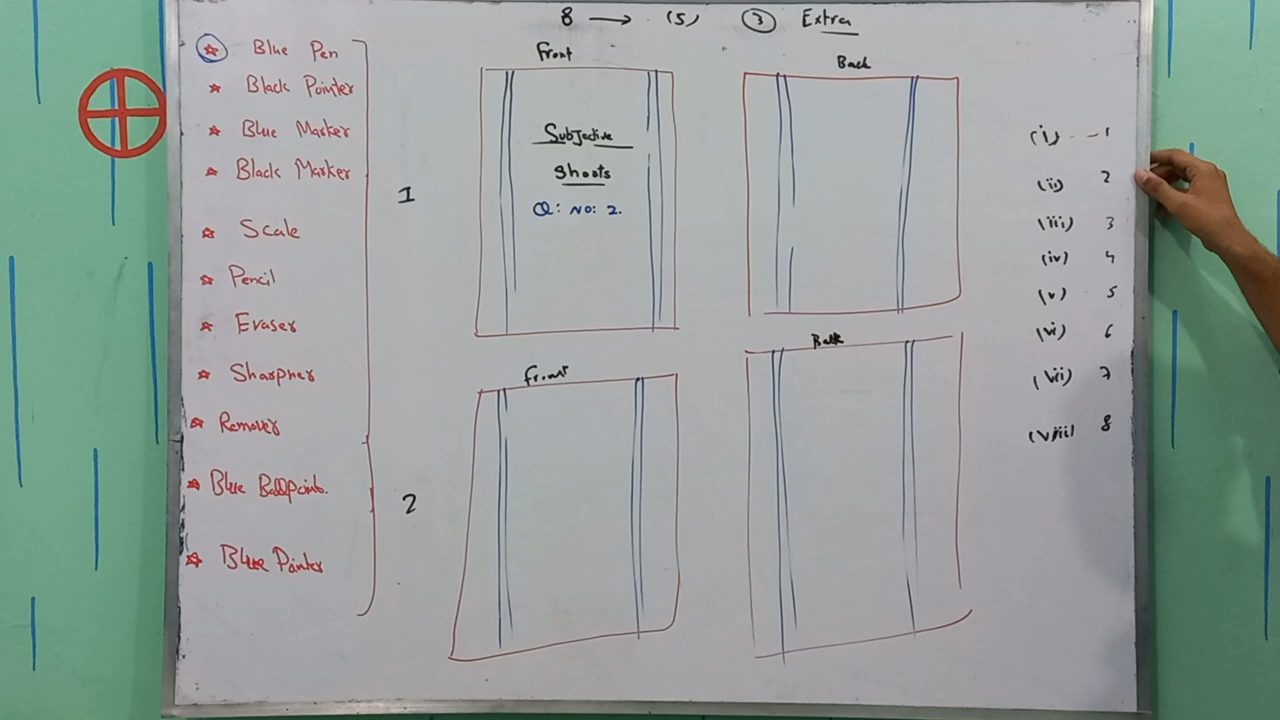 8 → (5) ③ Extra
☆ Blue Pen
☆ Black Pointer
☆ Blue Marker
☆ Black Marker
☆ Scale
☆ Pencil
☆ Eraser
☆ Sharpner
☆ Remover
☆ Blue Ballpoint.
☆ Blue Pointer
1
2
Front
Subjective
Shoots
Q: No: 2.
Back
Front
Back
(i) - 1
(ii) 2
(iii) 3
(iv) 4
(v) 5
(vi) 6
(vii) 7
(viii) 8